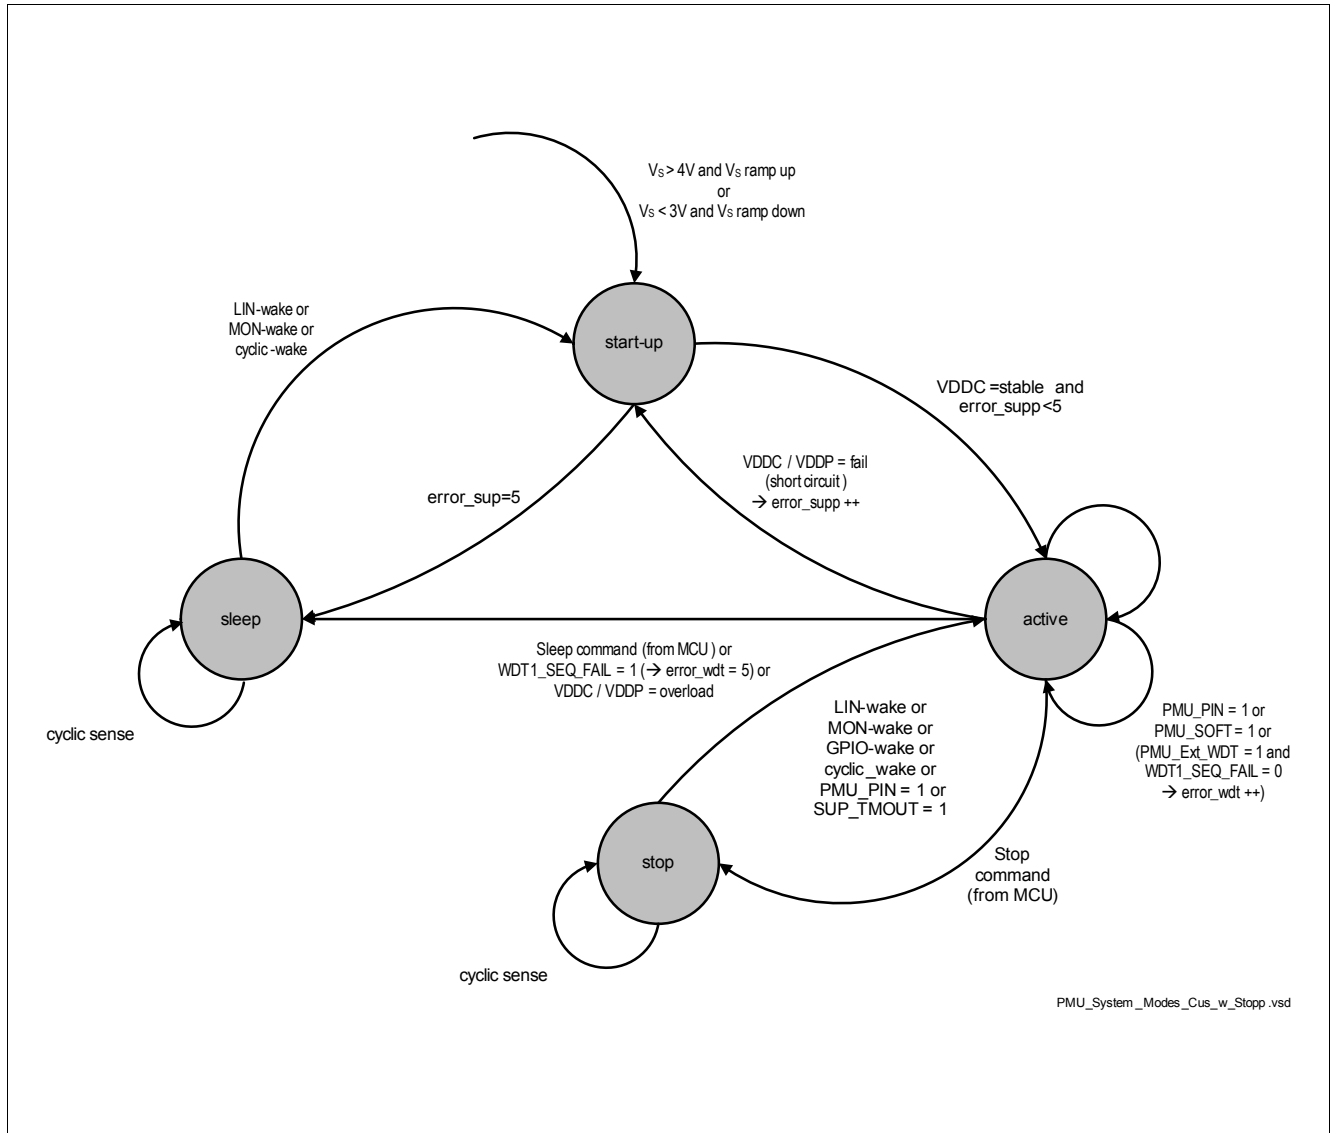 Vs > 4V and Vs ramp up
or
Vs < 3V and Vs ramp down
LIN-wake or
MON-wake or
cyclic -wake
start-up
VDDC =stable and
error_supp <5
VDDC / VDDP = fail
(short circuit )
→ error_supp ++
error_sup=5
sleep
active
Sleep command (from MCU ) or
WDT1_SEQ_FAIL = 1 (→ error_wdt = 5) or
VDDC / VDDP = overload
cyclic sense
LIN-wake or
MON-wake or
GPIO-wake or
cyclic_wake or
PMU_PIN = 1 or
SUP_TMOUT = 1
PMU_PIN = 1 or
PMU_SOFT = 1 or
(PMU_Ext_WDT = 1 and
WDT1_SEQ_FAIL = 0
→ error_wdt ++)
stop
Stop
command
(from MCU)
cyclic sense
PMU_System _Modes_Cus_w_Stopp .vsd